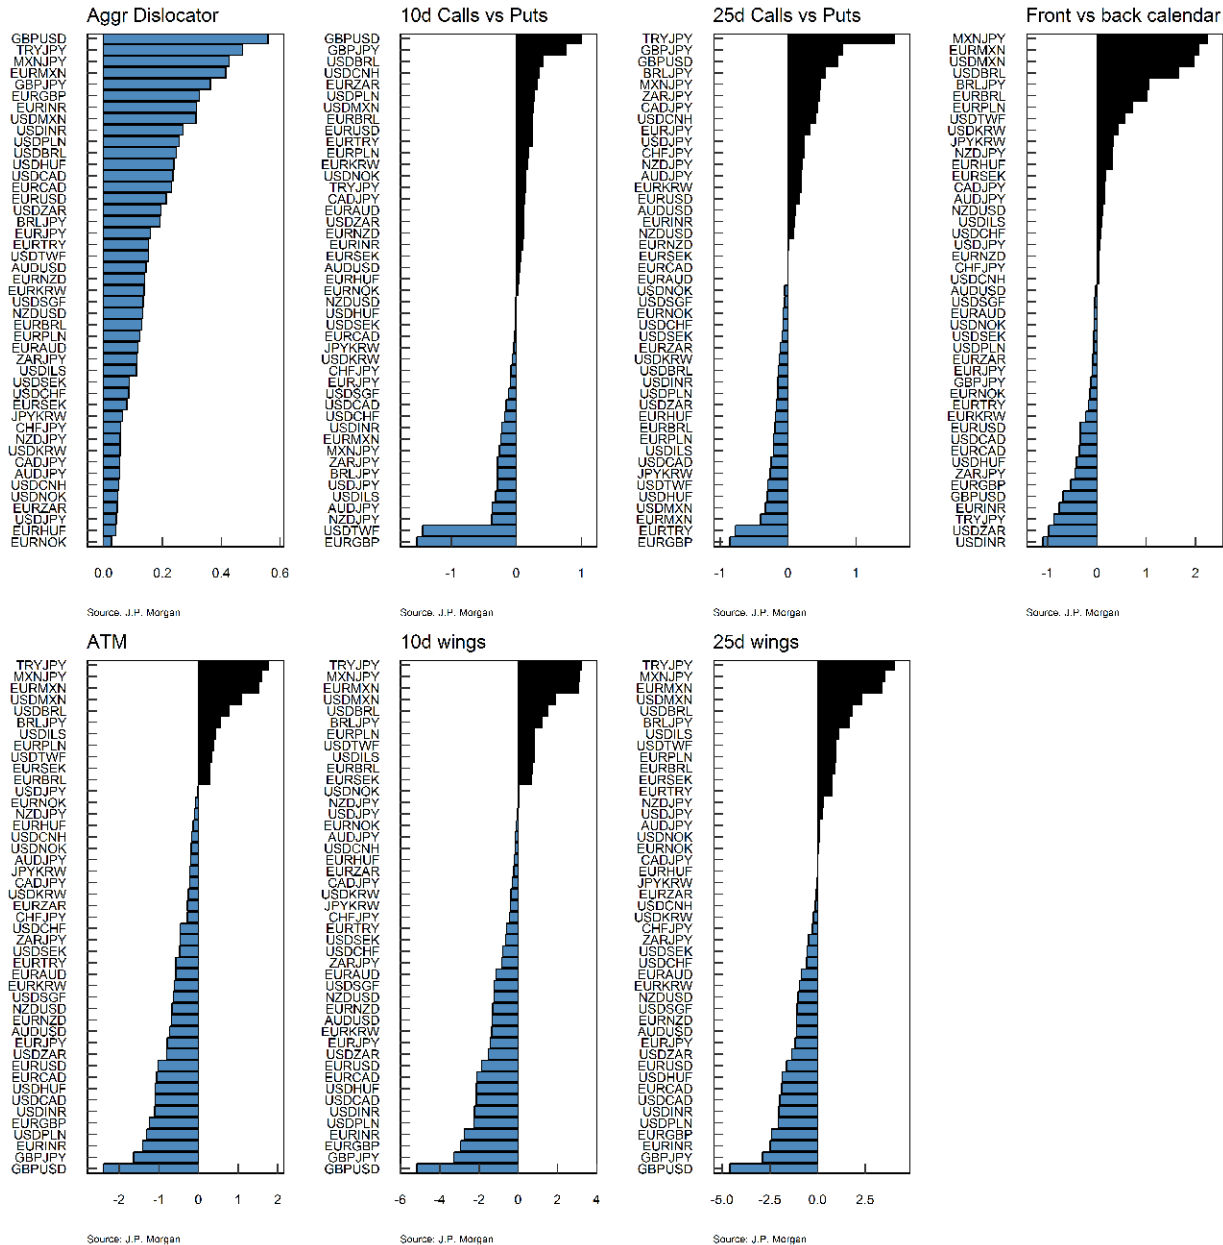 Aggr Dislocator
GBPUSD
TRYJPY
MXNJPY
EURMXN
GBPJPY
EURGBP
EURINR
USDMXN
USDINR
USDPLN
USDBRL
USDHUF
USDCAD
EURCAD
EURUSD
USDZAR
BRLJPY
EURJPY
EURTRY
USDTWF
AUDUSD
EURNZD
EURKRW
USDSGF
NZDUSD
EURBRL
EURPLN
EURAUD
ZARJPY
USDILS
USDSEK
USDCHF
EURSEK
JPYKRW
CHFJPY
NZDJPY
USDKRW
CADJPY
AUDJPY
USDCNH
USDNOK
EURZAR
USDJPY
EURHUF
EURNOK
0.0 0.2 0.4 0.6
Source: J.P. Morgan
10d Calls vs Puts
GBPUSD
GBPJPY
USDBRL
USDCNH
EURZAR
USDPLN
USDMXN
EURBRL
EURUSD
EURTRY
EURPLN
EURKRW
USDNOK
TRYJPY
CADJPY
EURAUD
USDZAR
EURNZD
EURINR
EURSEK
AUDUSD
EURHUF
EURNOK
NZDUSD
USDHUF
USDSEK
EURCAD
JPYKRW
USDKRW
CHFJPY
EURJPY
USDSGF
USDCAD
USDCHF
USDINR
EURMXN
MXNJPY
ZARJPY
BRLJPY
USDJPY
USDILS
AUDJPY
NZDJPY
USDTWF
EURGBP
-1 0 1
Source: J.P. Morgan
25d Calls vs Puts
TRYJPY
GBPJPY
GBPUSD
BRLJPY
MXNJPY
ZARJPY
CADJPY
USDCNH
EURJPY
USDJPY
CHFJPY
NZDJPY
AUDJPY
EURKRW
EURUSD
AUDUSD
EURINR
NZDUSD
EURNZD
EURSEK
EURCAD
EURAUD
USDNOK
USDSGF
EURNOK
USDCHF
USDSEK
EURZAR
USDKRW
USDBRL
USDINR
USDPLN
USDZAR
EURHUF
EURBRL
EURPLN
USDILS
USDCAD
JPYKRW
USDTWF
USDHUF
USDMXN
EURMXN
EURTRY
EURGBP
-1 0 1
Source: J.P. Morgan
Front vs back calendar
MXNJPY
EURMXN
USDMXN
USDBRL
BRLJPY
EURBRL
EURPLN
USDTWF
USDKRW
JPYKRW
NZDJPY
EURHUF
EURSEK
CADJPY
AUDJPY
NZDUSD
USDILS
USDCHF
USDJPY
EURNZD
CHFJPY
USDCNH
AUDUSD
USDSGF
EURAUD
USDNOK
USDSEK
USDPLN
EURZAR
EURJPY
GBPJPY
EURNOK
EURTRY
EURKRW
EURUSD
USDCAD
EURCAD
USDHUF
ZARJPY
EURGBP
GBPUSD
EURINR
TRYJPY
USDZAR
USDINR
-1 0 1 2
Source: J.P. Morgan
ATM
TRYJPY
MXNJPY
EURMXN
USDMXN
USDBRL
BRLJPY
USDILS
EURPLN
USDTWF
EURSEK
EURBRL
USDJPY
EURNOK
NZDJPY
EURHUF
USDCNH
USDNOK
AUDJPY
JPYKRW
CADJPY
USDKRW
EURZAR
CHFJPY
USDCHF
ZARJPY
USDSEK
EURTRY
EURAUD
EURKRW
USDSGF
NZDUSD
EURNZD
AUDUSD
EURJPY
USDZAR
EURUSD
EURCAD
USDHUF
USDCAD
USDINR
EURGBP
USDPLN
EURINR
GBPJPY
GBPUSD
-2 -1 0 1 2
Source: J.P. Morgan
10d wings
TRYJPY
MXNJPY
EURMXN
USDMXN
USDBRL
BRLJPY
EURPLN
USDTWF
USDILS
EURBRL
EURSEK
USDNOK
NZDJPY
USDJPY
EURNOK
AUDJPY
USDCNH
EURHUF
EURZAR
CADJPY
USDKRW
JPYKRW
CHFJPY
EURTRY
USDSEK
USDCHF
ZARJPY
EURAUD
USDSGF
NZDUSD
EURNZD
AUDUSD
EURKRW
EURJPY
USDZAR
EURUSD
EURCAD
USDHUF
USDCAD
USDINR
USDPLN
EURINR
EURGBP
GBPJPY
GBPUSD
-6 -4 -2 0 2 4
Source: J.P. Morgan
25d wings
TRYJPY
MXNJPY
EURMXN
USDMXN
USDBRL
BRLJPY
USDILS
USDTWF
EURPLN
EURBRL
EURSEK
EURTRY
NZDJPY
USDJPY
AUDJPY
USDNOK
EURNOK
CADJPY
EURHUF
JPYKRW
EURZAR
USDCNH
USDKRW
CHFJPY
ZARJPY
USDSEK
USDCHF
EURAUD
EURKRW
NZDUSD
USDSGF
EURNZD
AUDUSD
EURJPY
USDZAR
EURUSD
USDHUF
EURCAD
USDCAD
USDINR
USDPLN
EURGBP
EURINR
GBPJPY
GBPUSD
-5.0 -2.5 0.0 2.5
Source: J.P. Morgan